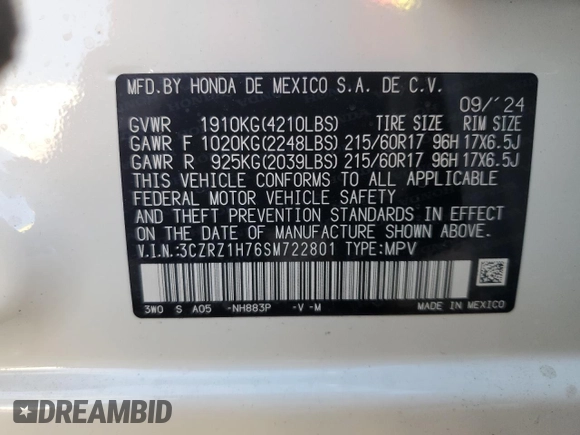 MFD.BY HONDA DE MEXICO S.A. DE C.V.
09/´24
GVWR 1910KG(4210LBS) TIRE SIZE RIM SIZE
GAWR F 1020KG(2248LBS) 215/60R17 96H 17X6.5J
GAWR R 925KG(2039LBS) 215/60R17 96H 17X6.5J
THIS VEHICLE CONFORMS TO ALL APPLICABLE
FEDERAL MOTOR VEHICLE SAFETY
AND THEFT PREVENTION STANDARDS IN EFFECT
ON THE DATE OF MANUFACTURE SHOWN ABOVE.
V.I.N.:3CZRZ1H76SM722801 TYPE:MPV
3W0 S A05 -NH883P -V -M MADE IN MEXICO
DREAMBID